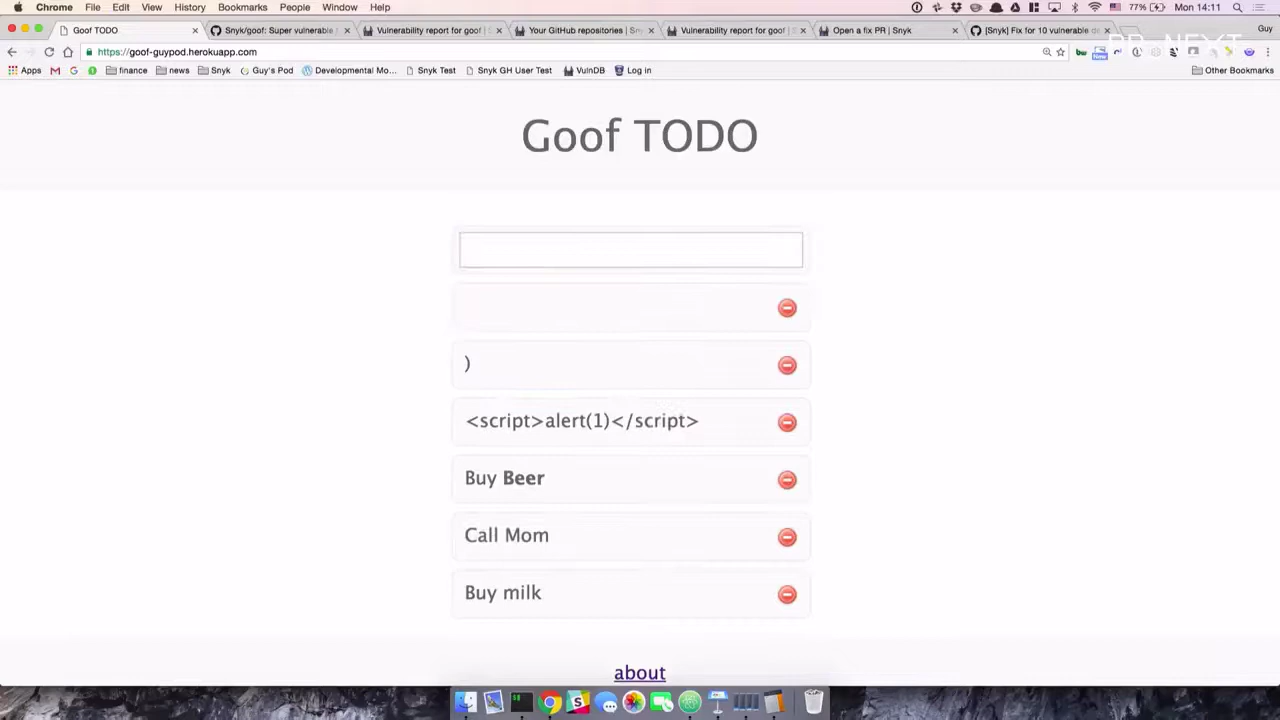 Chrome File Edit View History Bookmarks People Window Help 77% Mon 14:11
Goof TODO Snyk/goof: Super vulnerable Vulnerability report for goof | S Your GitHub repositories | Sny Vulnerability report for goof | Open a fix PR | Snyk [Snyk] Fix for 10 vulnerable de Guy
https://goof-guypod.herokuapp.com
Apps finance news Snyk Guy's Pod Developmental Mo... Snyk Test Snyk GH User Test VulnDB Log in Other Bookmarks
Goof TODO
)
<script>alert(1)</script>
Buy Beer
Call Mom
Buy milk
about